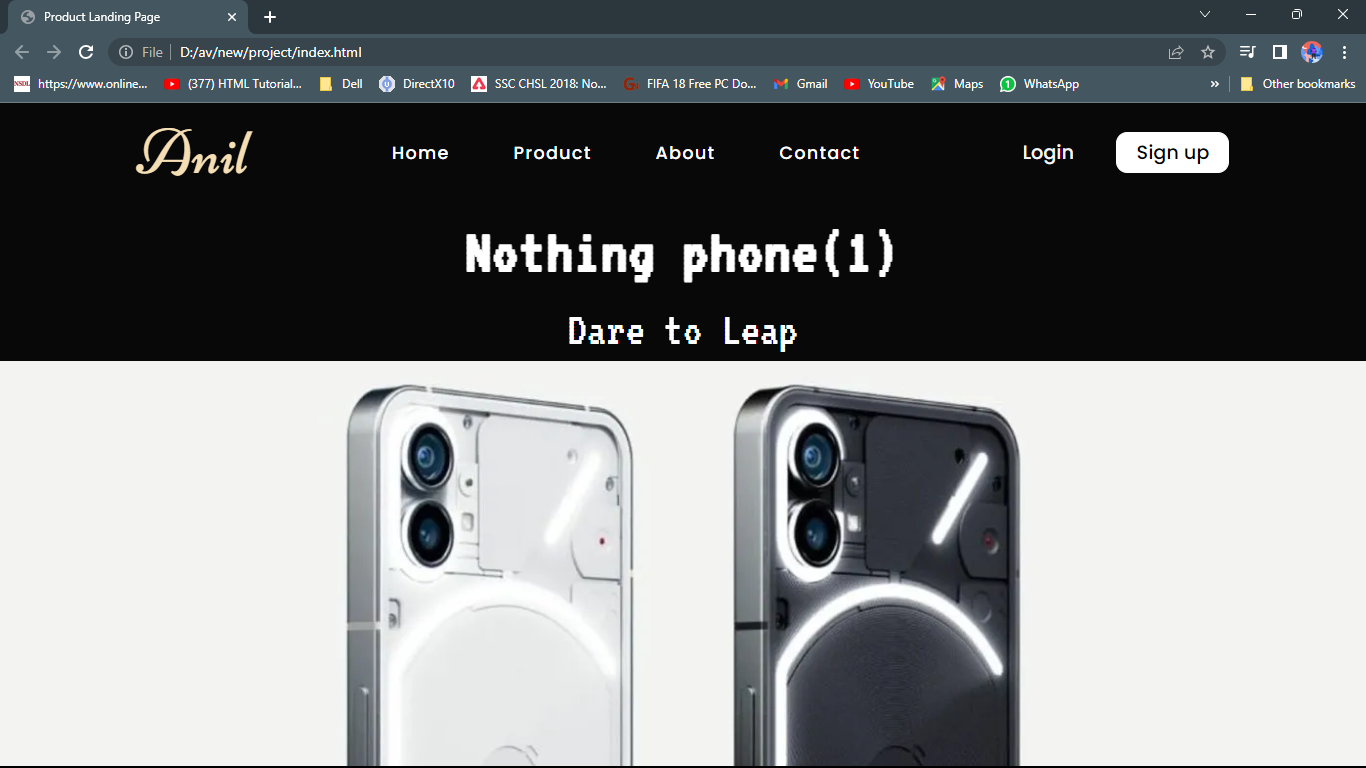 Product Landing Page
File D:/av/new/project/index.html
NSDL https://www.online... (377) HTML Tutorial... Dell DirectX10 SSC CHSL 2018: No... FIFA 18 Free PC Do... Gmail YouTube Maps 1 WhatsApp » Other bookmarks
Anil Home Product About Contact Login Sign up
Nothing phone(1)
Dare to Leap